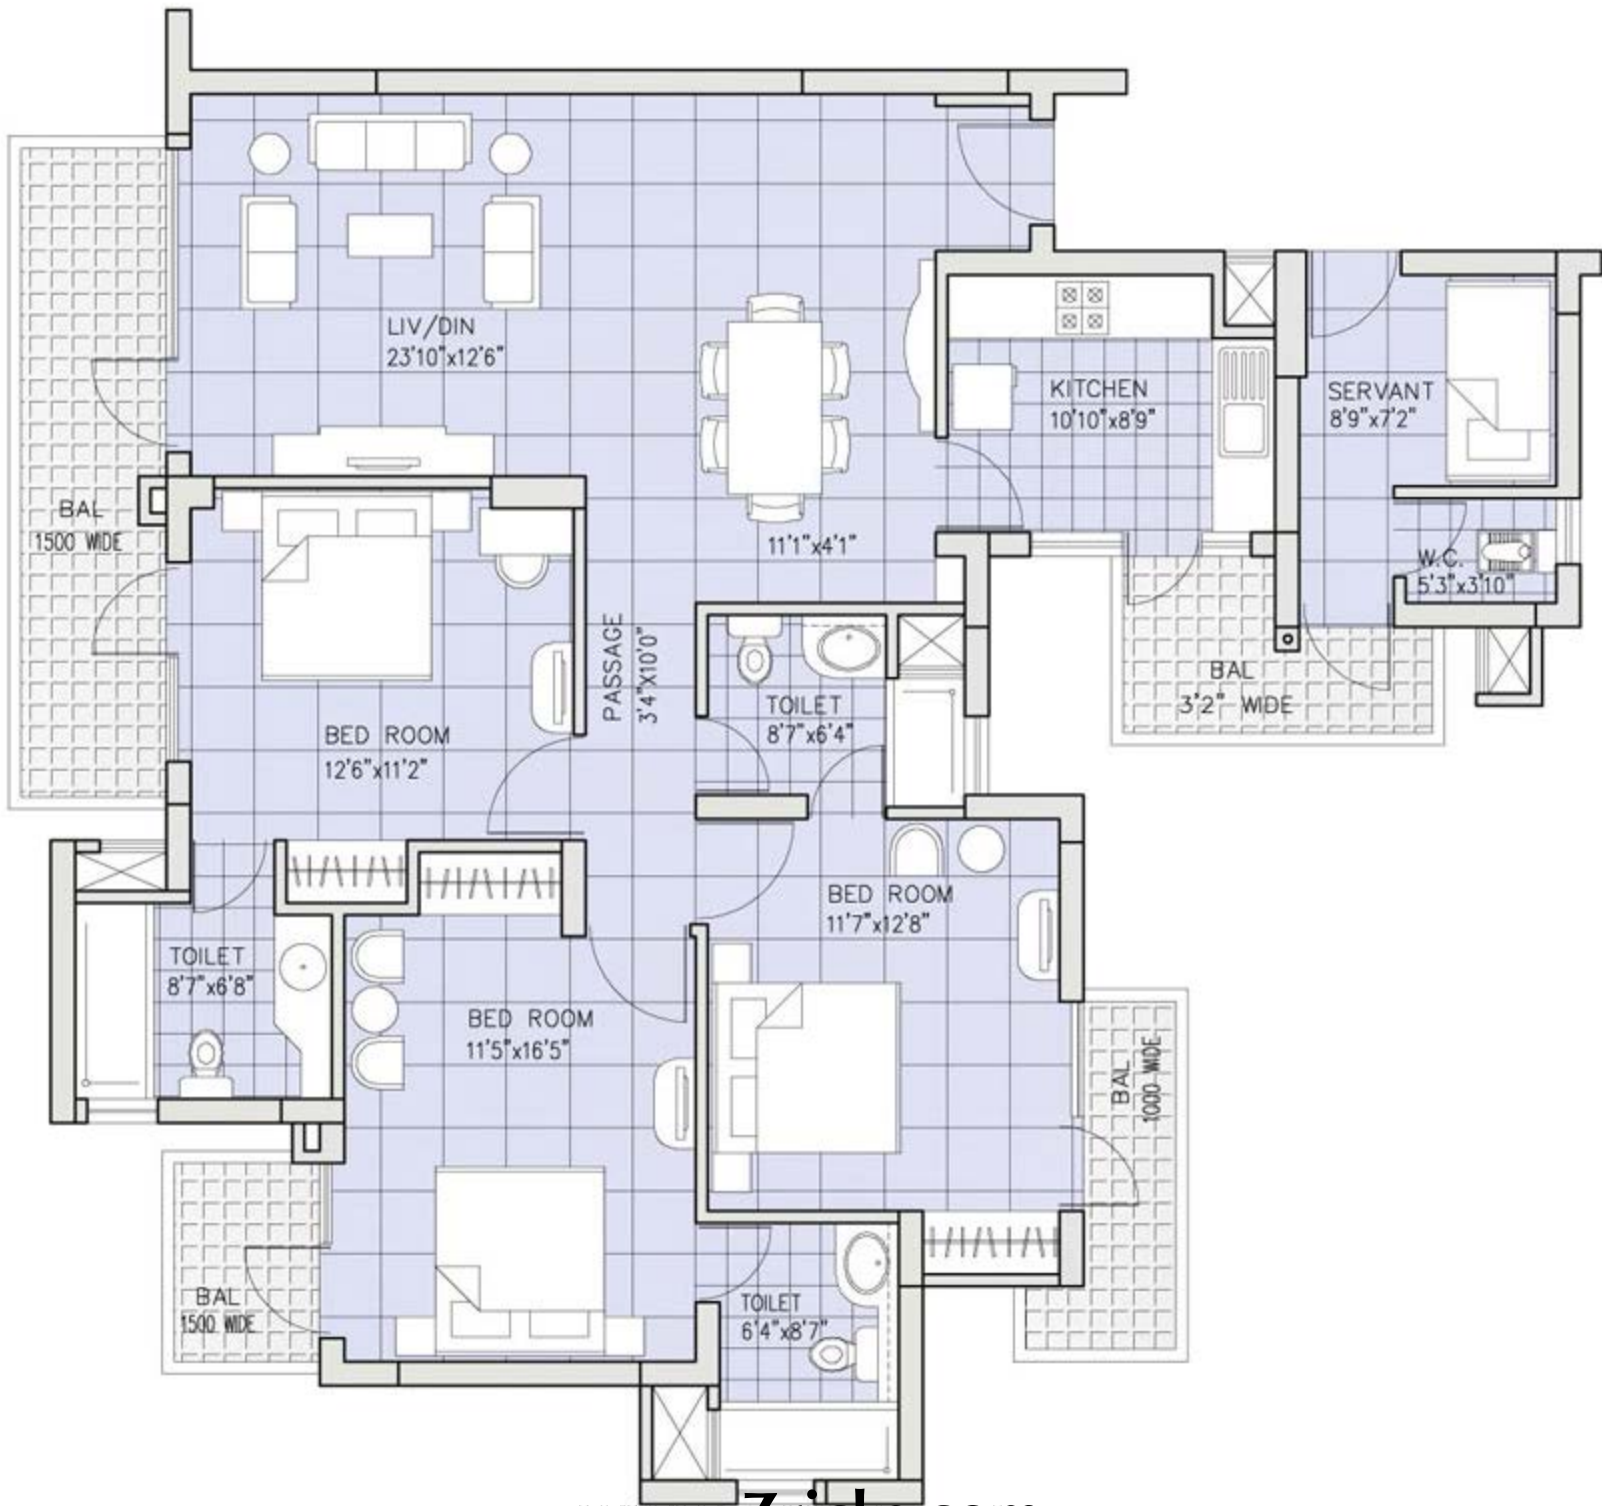 LIV/DIN
23'10"x12'6"
KITCHEN
10'10"x8'9"
SERVANT
8'9"x7'2"
BAL
1500 WIDE
11'1"x4'1"
W.C.
5'3"x3'10"
PASSAGE
3'4"x10'0"
BAL
3'2" WIDE
TOILET
8'7"x6'4"
BED ROOM
12'6"x11'2"
BED ROOM
11'7"x12'8"
TOILET
8'7"x6'8"
BED ROOM
11'5"x16'5"
BAL
1000 WIDE
BAL
1500 WIDE
TOILET
6'4"x8'7"